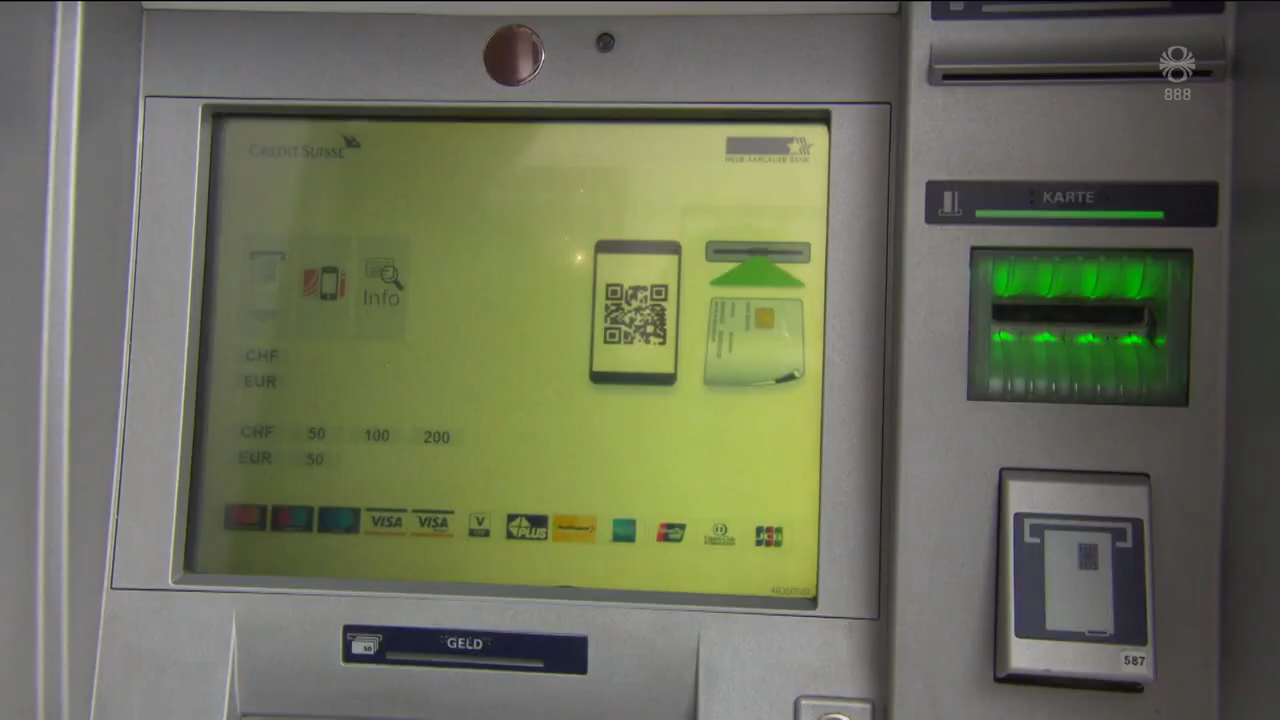 888
CREDIT SUISSE
NEUE AARGAUER BANK
KARTE
Info
CHF
EUR
CHF 50 100 200
EUR 50
VISA VISA V PLUS JCB
GELD
50
587